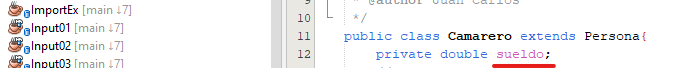 ImportEx [main ↓7]
Input01 [main ↓7]
Input02 [main ↓7]
Input03 [main ↓7]
9 * @author Juan Carlos
10 */
11 public class Camarero extends Persona{
12 private double sueldo;